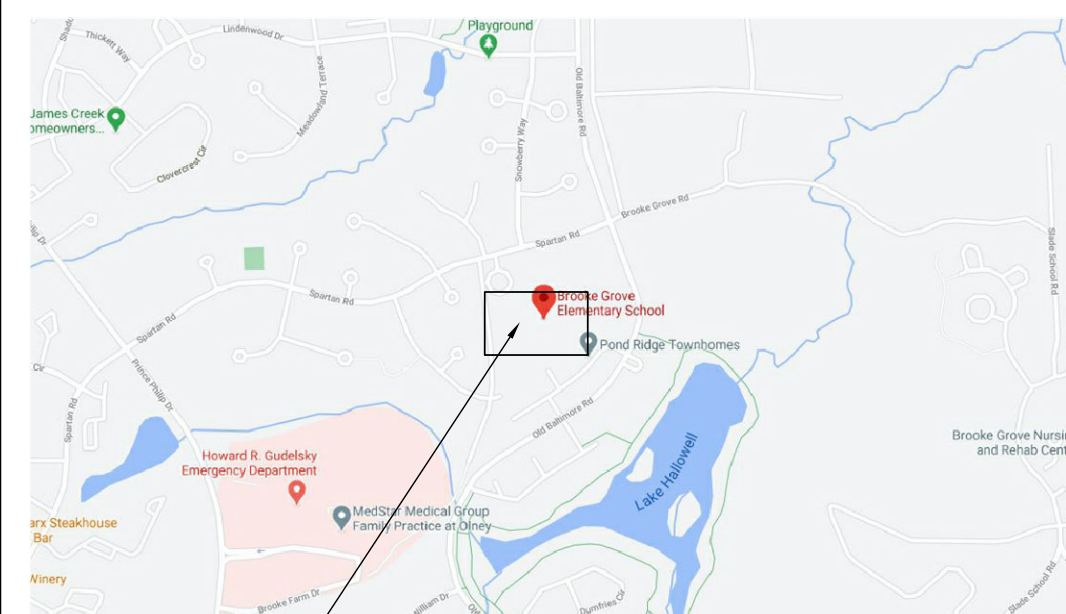 Playground
Lindenwood Dr
Thickett Way
Meadowland Terrace
Old Baltimore Rd
James Creek
omeowners...
Snowberry Way
Clovercrest Cir
Brooke Grove Rd
Spartan Rd
Slade School Rd
Spartan Rd
Brooke Grove
Elementary School
Spartan Rd
Pond Ridge Townhomes
Cir
Prince Philip Dr
Spartan Rd
Old Baltimore Rd
Lake Hallowell
Brooke Grove Nursi
and Rehab Cent
Howard R. Gudelsky
Emergency Department
MedStar Medical Group
Family Practice at Olney
arx Steakhouse
Bar
Winery
Brooke Farm Dr
William Dr
Dumfries Cir
Slade School Rd